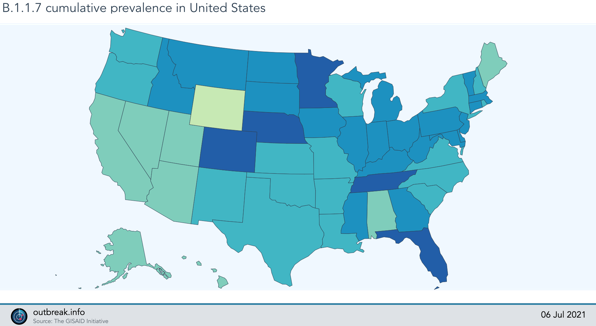 B.1.1.7 cumulative prevalence in United States
outbreak.info
Source: The GISAID Initiative
06 Jul 2021